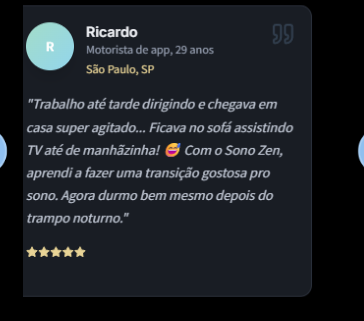 Ricardo
R
Motorista de app, 29 anos
São Paulo, SP
"Trabalho até tarde dirigindo e chegava em
casa super agitado... Ficava no sofá assistindo
TV até de manhãzinha! 😅 Com o Sono Zen,
aprendi a fazer uma transição gostosa pro
sono. Agora durmo bem mesmo depois do
trampo noturno."